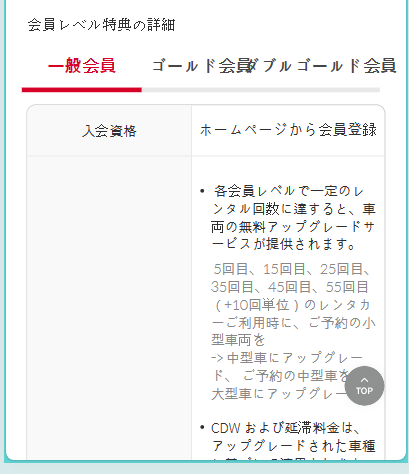 会員レベル特典の詳細
一般会員 ゴールド会員 ダブルゴールド会員
入会資格 ホームページから会員登録
• 各会員レベルで一定のレ
ンタル回数に達すると、車
両の無料アップグレードサ
ービスが提供されます。
5回目、15回目、25回目、
35回目、45回目、55回目
（+10回単位）のレンタカ
ーご利用時に、ご予約の小
型車両を
-> 中型車にアップグレー
ド、 ご予約の中型車を
大型車にアップグレー
TOP
• CDW および延滞料金は、
アップグレードされた車種